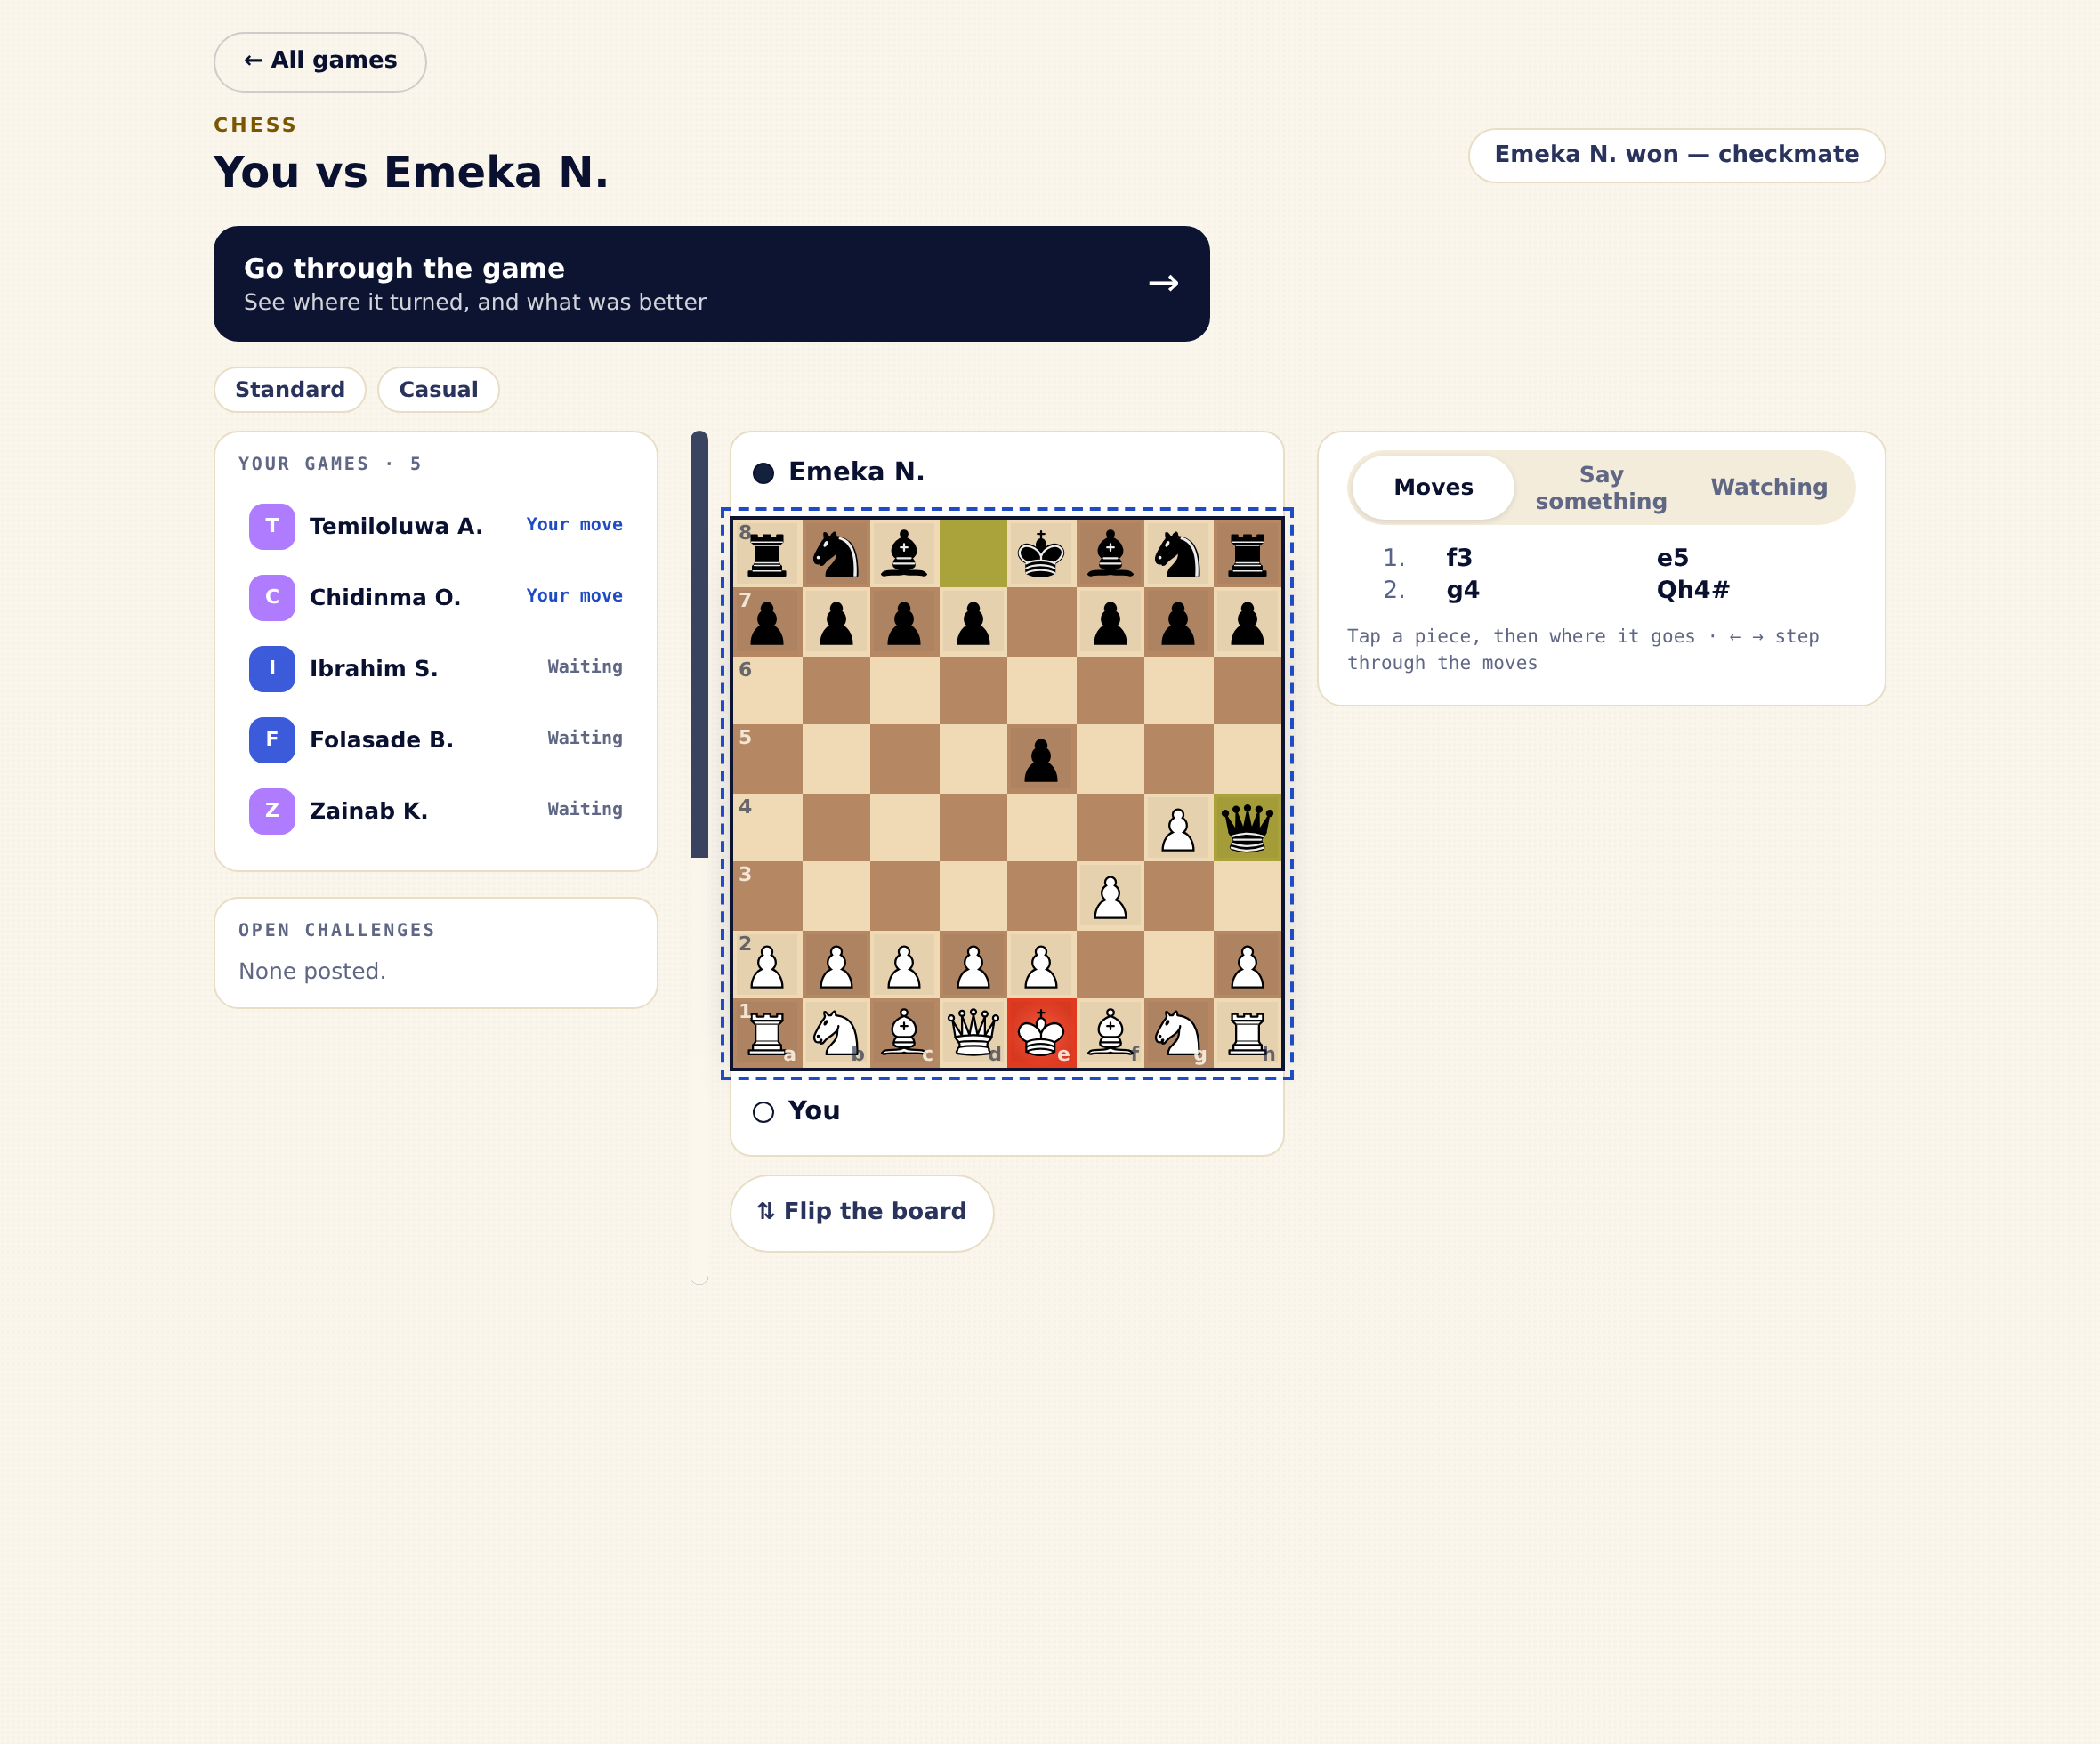 ← All games
CHESS
You vs Emeka N.
Emeka N. won — checkmate
Go through the game
See where it turned, and what was better
→
Standard
Casual
YOUR GAMES · 5
T Temiloluwa A. Your move
C Chidinma O. Your move
I Ibrahim S. Waiting
F Folasade B. Waiting
Z Zainab K. Waiting
OPEN CHALLENGES
None posted.
Emeka N.
8
7
6
5
4
3
2
1
a b c d e f g h
You
⇅ Flip the board
Moves
Say
something
Watching
1. f3 e5
2. g4 Qh4#
Tap a piece, then where it goes · ← → step
through the moves